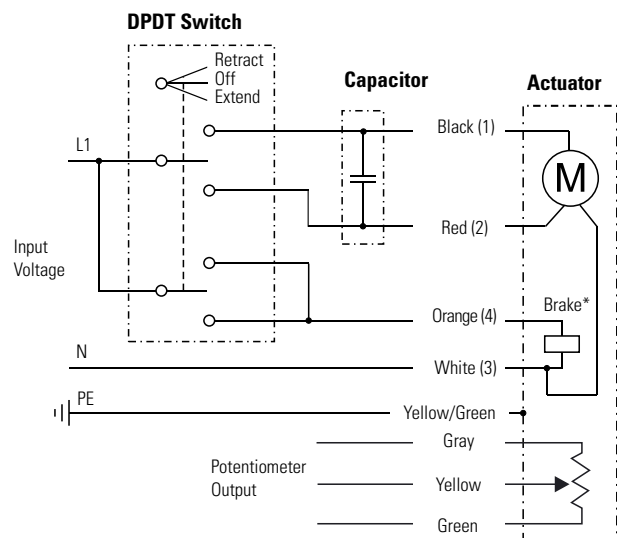 DPDT Switch
Retract
Off
Extend
Capacitor
Actuator
L1
Black (1)
M
Red (2)
Input
Voltage
Brake*
Orange (4)
N
White (3)
PE
Yellow/Green
Gray
Potentiometer
Output
Yellow
Green